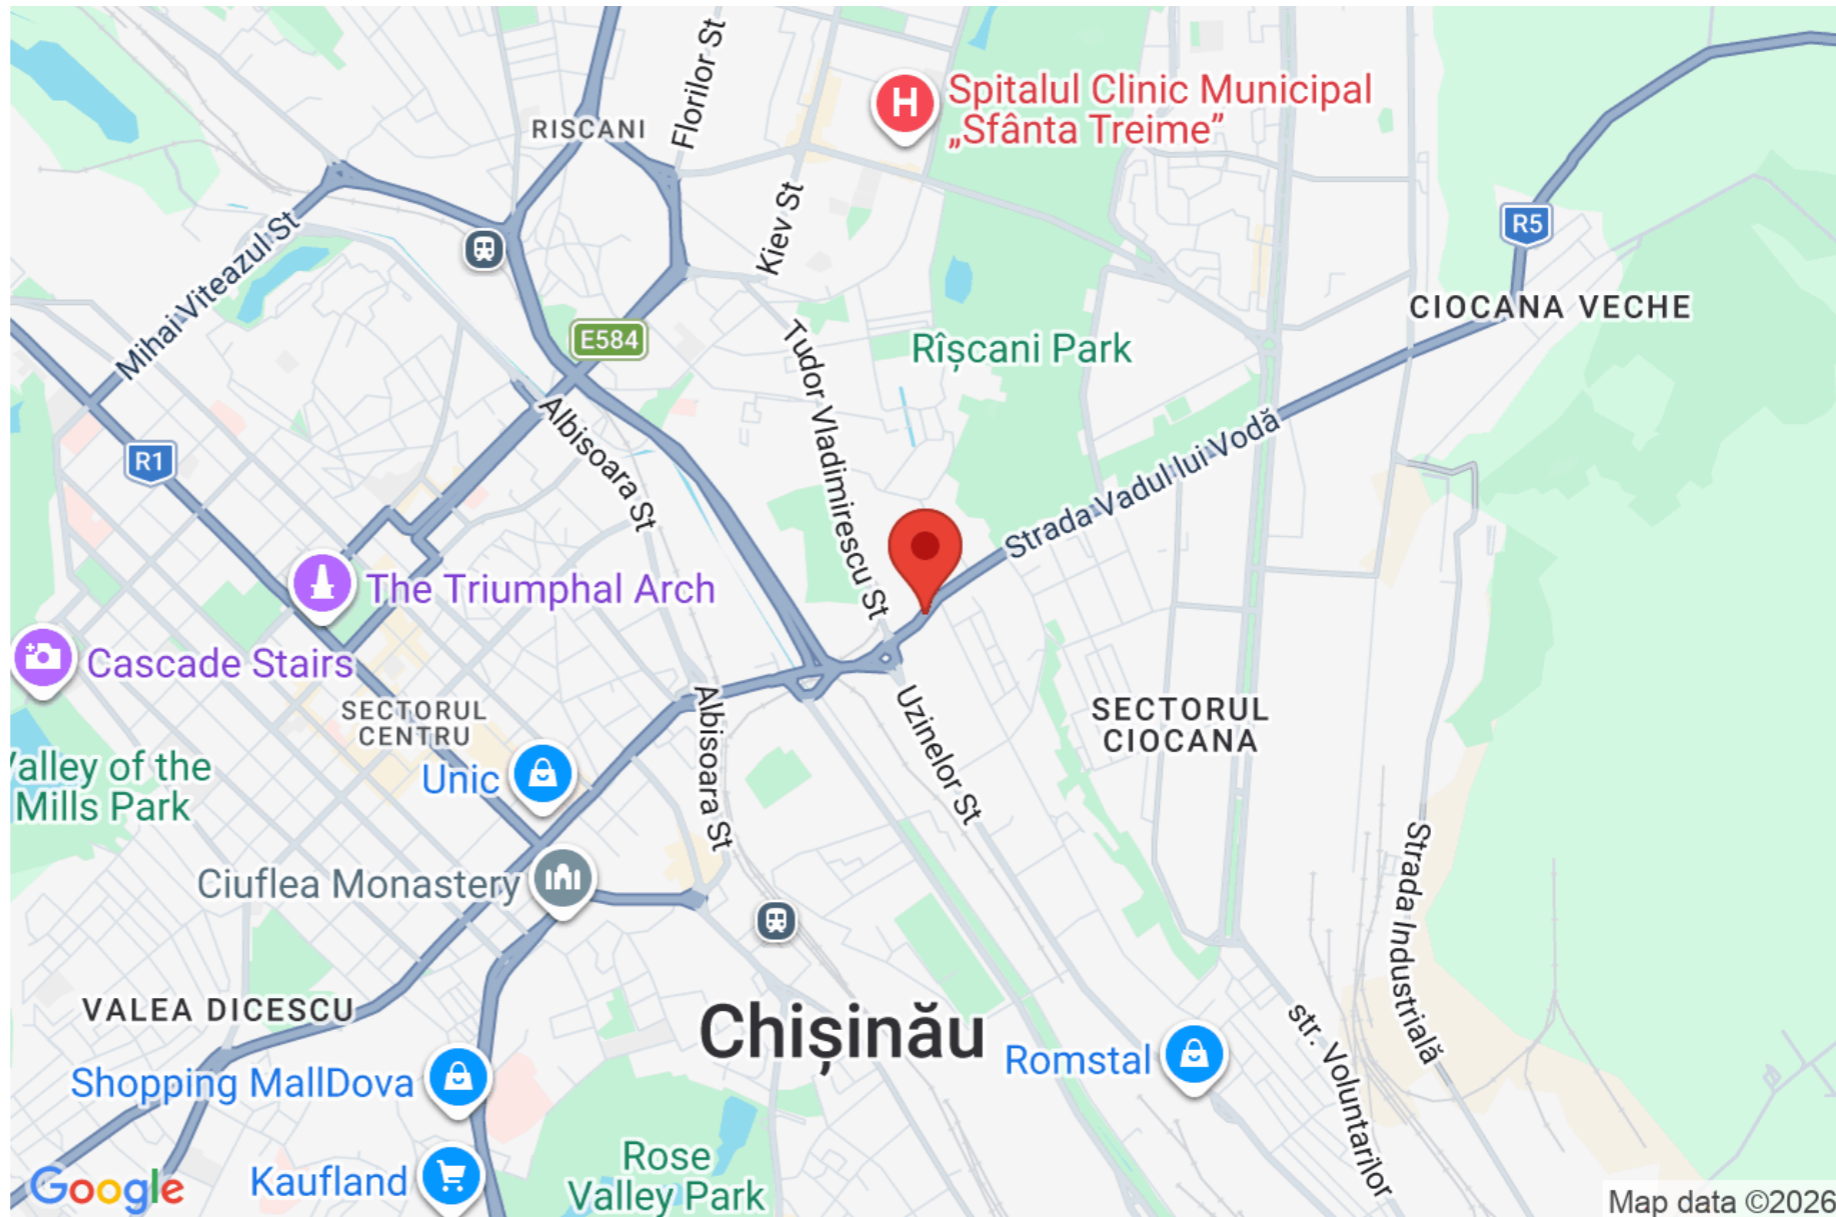 Florilor St
Spitalul Clinic Municipal
„Sfânta Treime”
RISCANI
H
Kiev St
R5
Mihai Viteazul St
CIOCANA VECHE
E584
Rîșcani Park
Tudor Vladimirescu St
Albisoara St
R1
Strada Vadul lui Vodă
The Triumphal Arch
Cascade Stairs
SECTORUL
CENTRU
Albisoara St
Uzinelor St
SECTORUL
CIOCANA
Valley of the
Mills Park
Unic
Strada Industrială
Ciuflea Monastery
VALEA DICESCU
Chișinău
Romstal
str. Voluntarilor
Shopping MallDova
Rose
Valley Park
Kaufland
Google
Map data ©2026